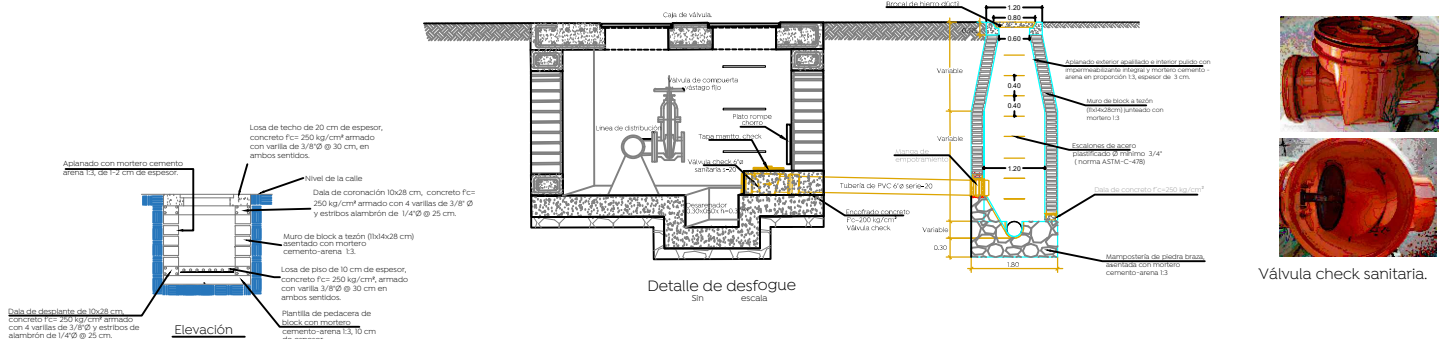 Losa de techo de 20 cm de espesor,
concreto f'c= 250 kg/cm² armado
con varilla de 3/8"Ø @ 30 cm, en
ambos sentidos.
Aplanado con mortero cemento
arena 1:3, de 1-2 cm de espesor.
Nivel de la calle
Dala de coronación 10x28 cm, concreto f'c=
250 kg/cm² armado con 4 varillas de 3/8" Ø
y estribos alambrón de 1/4"Ø @ 25 cm.
Muro de block a tezón (11x14x28 cm)
asentado con mortero
cemento-arena 1:3.
Losa de piso de 10 cm de espesor,
concreto f'c= 250 kg/cm², armado
con varilla 3/8"Ø @ 30 cm en
ambos sentidos.
Dala de desplante de 10x28 cm,
concreto f'c= 250 kg/cm² armado
con 4 varillas de 3/8"Ø y estribos de
alambrón de 1/4"Ø @ 25 cm.
Plantilla de pedacera de
block con mortero
cemento-arena 1:3, 10 cm
de espesor
Elevación
Caja de válvula.
Válvula de compuerta
vástago fijo
Linea de distribución
Plato rompe
chorro
Tapa mantto. check
Válvula check 6"Ø
sanitaria s-20
Desarenador
Tubería de PVC 6"Ø serie-20
Encofrado concreto
f'c=200 kg/cm²
Válvula check.
Detalle de desfogue
Sin escala
Brocal de hierro dúctil
1.20
0.80
0.60
Variable
0.40
0.40
Variable
1.20
Variable
0.30
1.80
Manga de
empotramiento
Aplanado exterior apalillado e interior pulido con
impermeabilizante integral y mortero cemento -
arena en proporción 1:3, espesor de 3 cm.
Muro de block a tezón
(11x14x28cm) junteado con
mortero 1:3
Escalones de acero
plastificado Ø mínimo 3/4"
( norma ASTM-C-478)
Dala de concreto f'c=250 kg/cm²
Mampostería de piedra braza,
asentada con mortero
cemento-arena 1:3
Válvula check sanitaria.